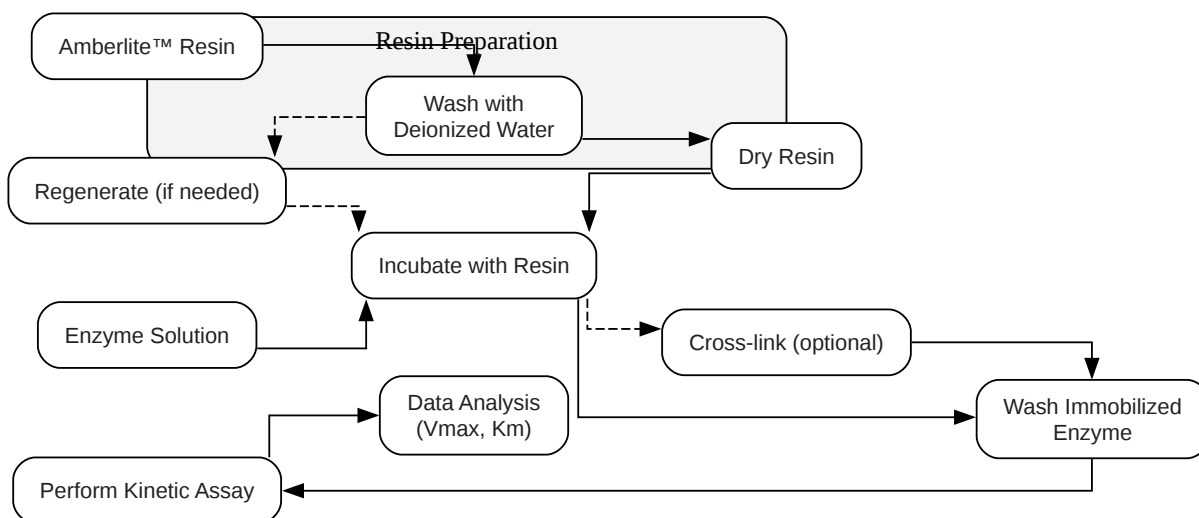 Amberlite™ Resin
Resin Preparation
Wash with
Deionized Water
Dry Resin
Regenerate (if needed)
Incubate with Resin
Enzyme Solution
Cross-link (optional)
Data Analysis
(Vmax, Km)
Wash Immobilized
Enzyme
Perform Kinetic Assay